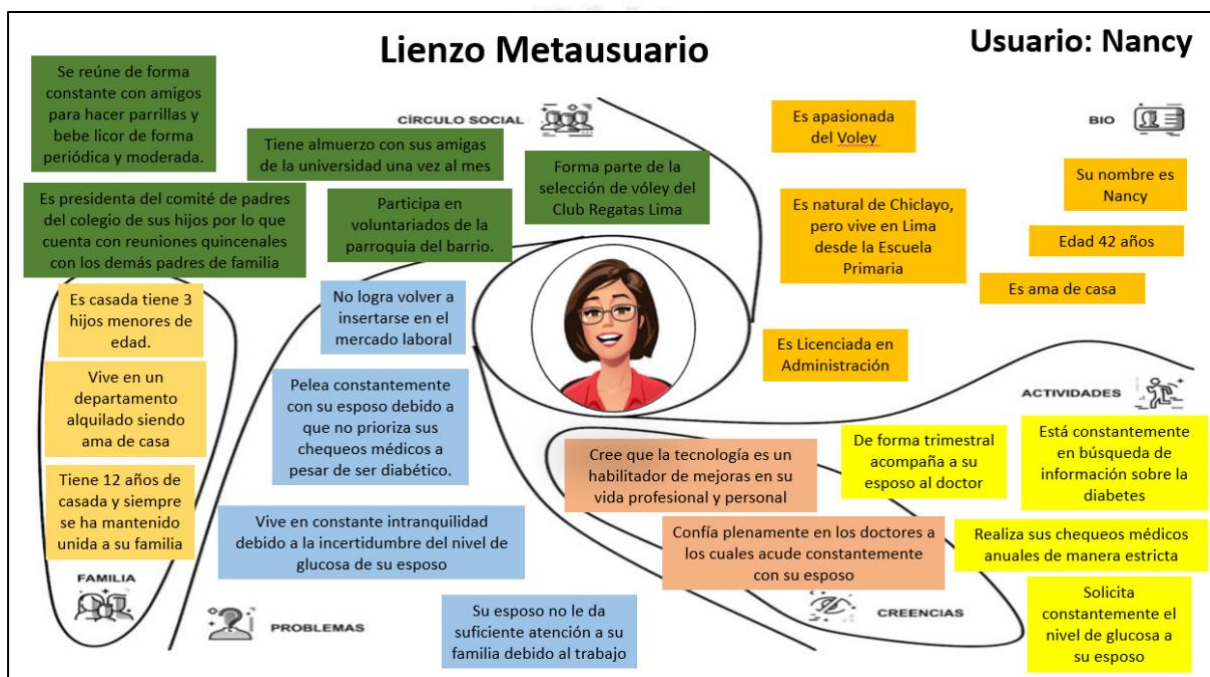 Lienzo Metausuario
Usuario: Nancy
Se reúne de forma
constante con amigos
para hacer parrillas y
bebe licor de forma
periódica y moderada.
CÍRCULO SOCIAL
Tiene almuerzo con sus amigas
de la universidad una vez al mes
Forma parte de la
selección de vóley del
Club Regatas Lima
Es presidenta del comité de padres
del colegio de sus hijos por lo que
cuenta con reuniones quincenales
con los demás padres de familia
Participa en
voluntariados de la
parroquia del barrio.
Es apasionada
del Voley
BIO
Su nombre es
Nancy
Es natural de Chiclayo,
pero vive en Lima
desde la Escuela
Primaria
Edad 42 años
Es ama de casa
Es Licenciada en
Administración
Es casada tiene 3
hijos menores de
edad.
Vive en un
departamento
alquilado siendo
ama de casa
Tiene 12 años de
casada y siempre
se ha mantenido
unida a su familia
FAMILIA
No logra volver a
insertarse en el
mercado laboral
Pelea constantemente
con su esposo debido a
que no prioriza sus
chequeos médicos a
pesar de ser diabético.
Vive en constante intranquilidad
debido a la incertidumbre del nivel de
glucosa de su esposo
Su esposo no le da
suficiente atención a su
familia debido al trabajo
PROBLEMAS
Cree que la tecnología es un
habilitador de mejoras en su
vida profesional y personal
Confía plenamente en los doctores a
los cuales acude constantemente
con su esposo
CREENCIAS
ACTIVIDADES
De forma trimestral
acompaña a su
esposo al doctor
Está constantemente
en búsqueda de
información sobre la
diabetes
Realiza sus chequeos médicos
anuales de manera estricta
Solicita
constantemente el
nivel de glucosa a
su esposo